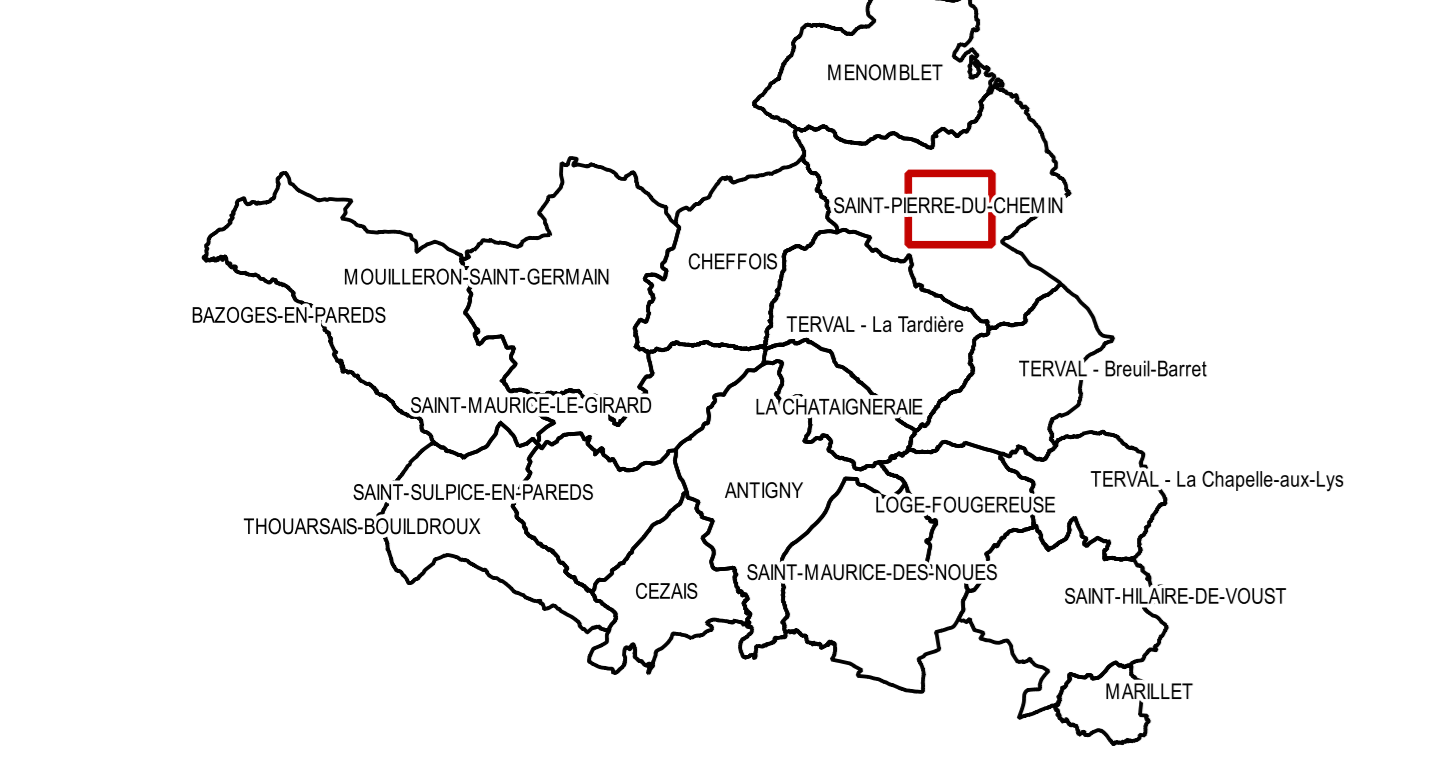 MENOMBLET
SAINT-PIERRE-DU-CHEMIN
CHEFFOIS
MOUILLERON-SAINT-GERMAIN
BAZOGES-EN-PAREDS
TERVAL - La Tardière
TERVAL - Breuil-Barret
SAINT-MAURICE-LE-GIRARD
LA CHATAIGNERAIE
TERVAL - La Chapelle-aux-Lys
SAINT-SULPICE-EN-PAREDS
ANTIGNY
LOGE-FOUGEREUSE
THOUARSAIS-BOUILDROUX
SAINT-MAURICE-DES-NOUES
CEZAIS
SAINT-HILAIRE-DE-VOUST
MARILLET